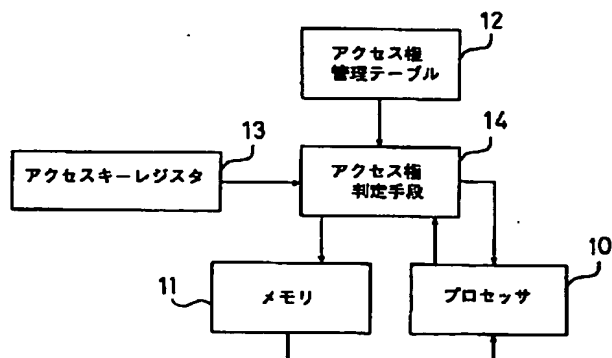 12
アクセス権
管理テーブル
13
14
アクセスキーレジスタ
アクセス権
判定手段
10
11
メモリ
プロセッサ